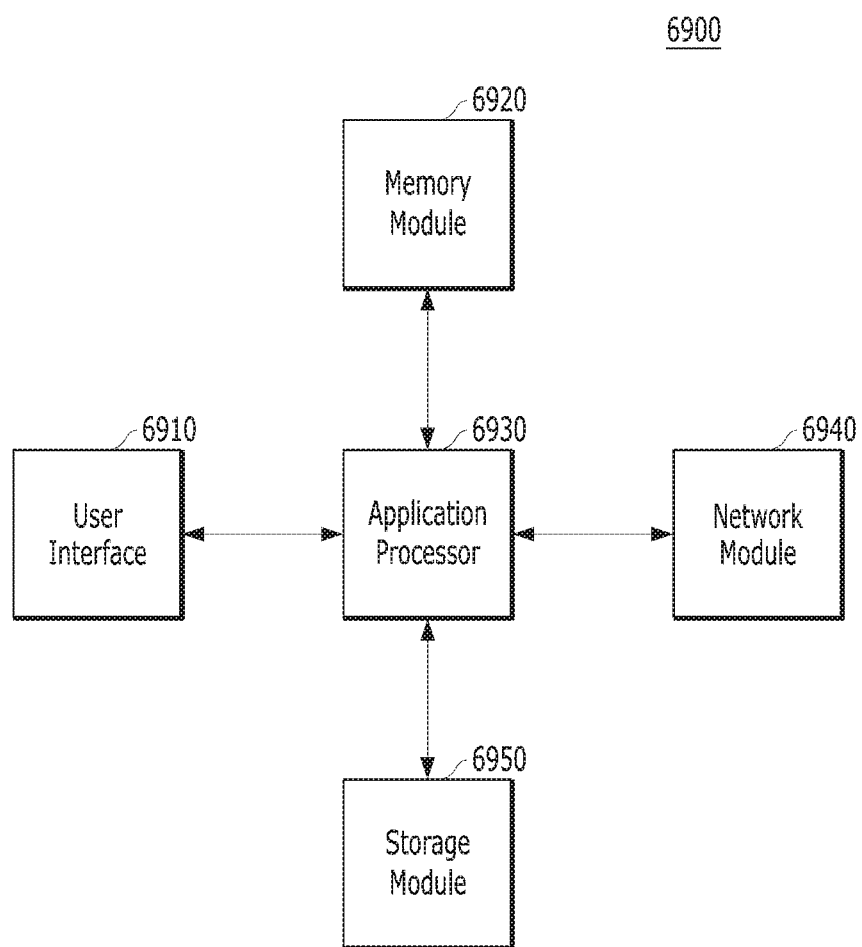 6900
6920
Memory
Module
6910
User
Interface
6930
Application
Processor
6940
Network
Module
6950
Storage
Module